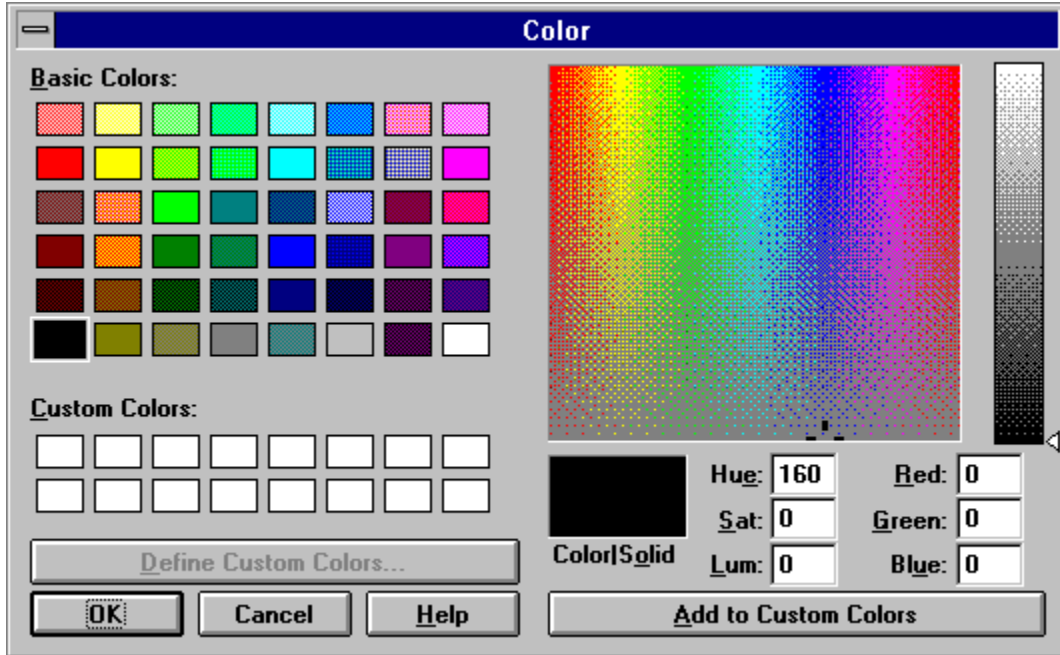 Color
Basic Colors:
Custom Colors:
Define Custom Colors...
OK Cancel Help
Color|Solid
Hue: 160 Red: 0
Sat: 0 Green: 0
Lum: 0 Blue: 0
Add to Custom Colors